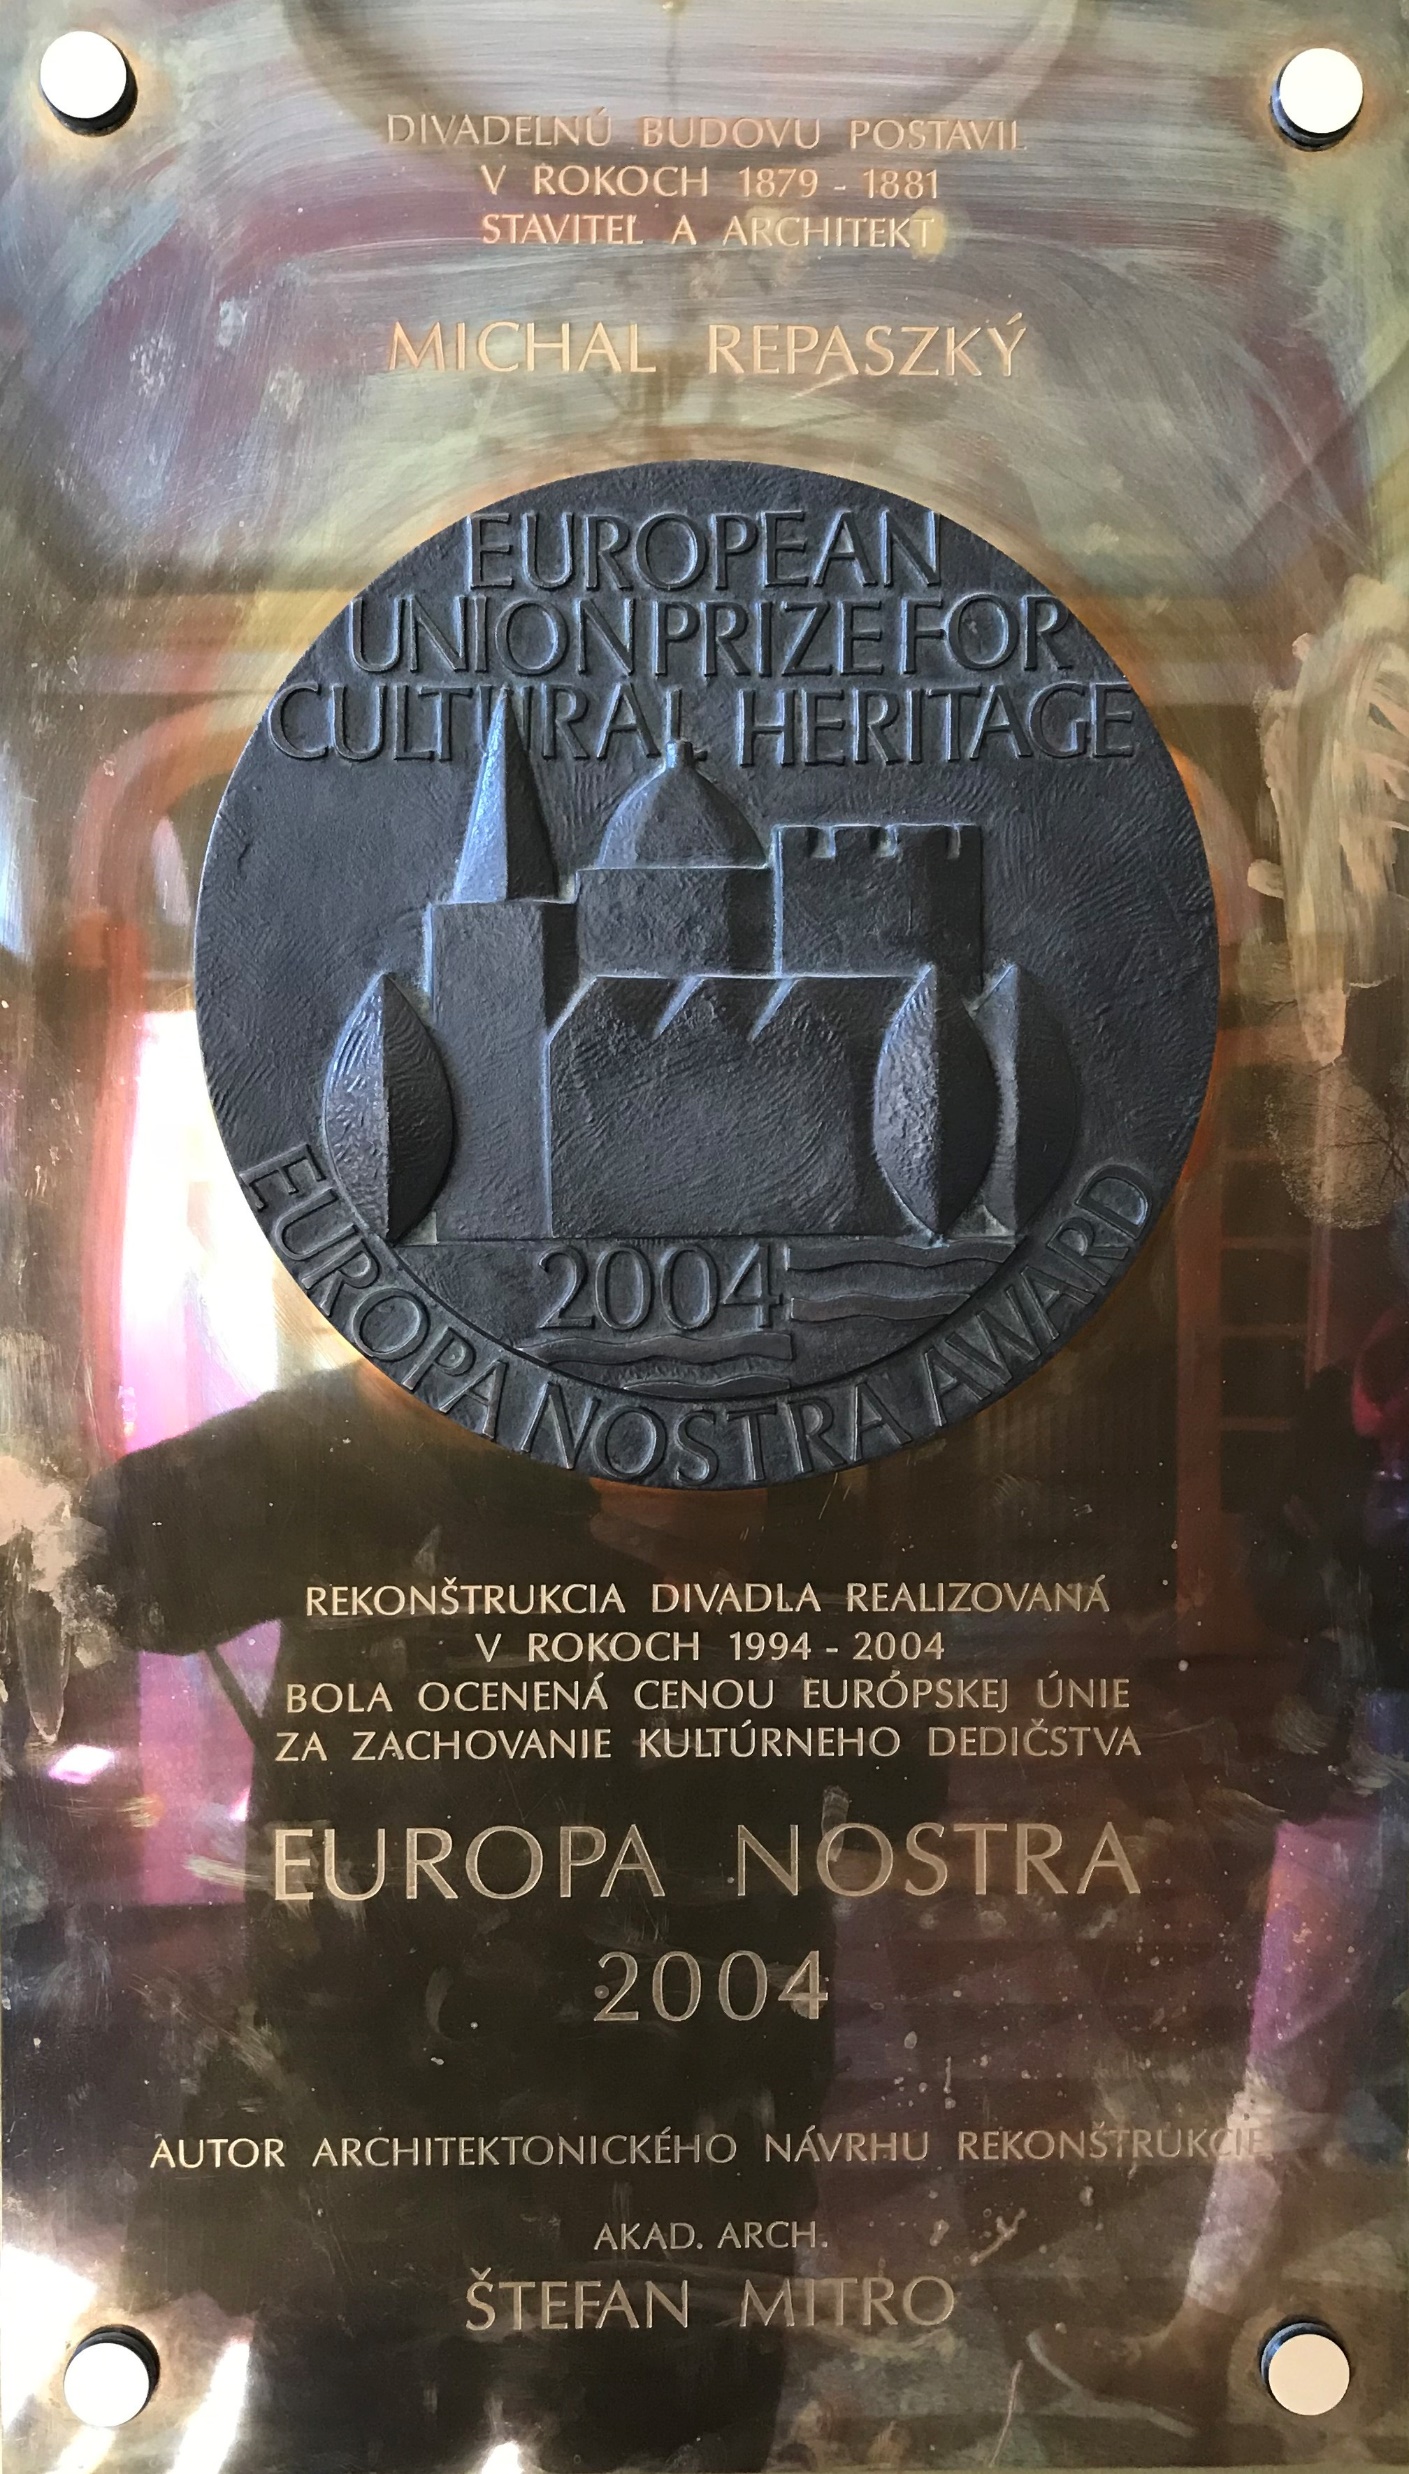 DIVADELNÚ BUDOVU POSTAVIL
V ROKOCH 1879 - 1881
STAVITEĽ A ARCHITEKT
MICHAL REPASZKÝ
EUROPEAN
UNION PRIZE FOR
CULTURAL HERITAGE
2004
EUROPA NOSTRA AWARD
REKONŠTRUKCIA DIVADLA REALIZOVANÁ
V ROKOCH 1994 - 2004
BOLA OCENENÁ CENOU EURÓPSKEJ ÚNIE
ZA ZACHOVANIE KULTÚRNEHO DEDIČSTVA
EUROPA NOSTRA
2004
AUTOR ARCHITEKTONICKÉHO NÁVRHU REKONŠTRUKCIE
AKAD. ARCH.
ŠTEFAN MITRO